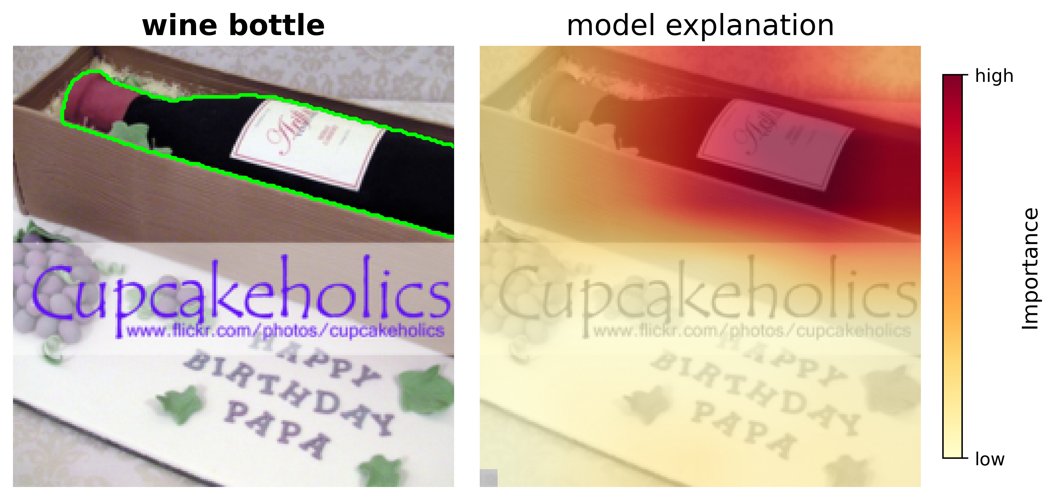 wine bottle
model explanation
Cupcakeholics
www.flickr.com/photos/cupcakeholics
HAPPY
BIRTHDAY
PAPA
Cupcakeholics
www.flickr.com/photos/cupcakeholics
HAPPY
BIRTHDAY
PAPA
high
Importance
low